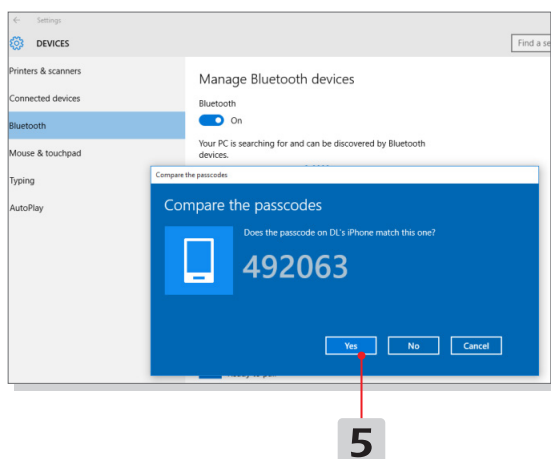 ← Settings
DEVICES
Find a se
Printers & scanners
Connected devices
Bluetooth
Mouse & touchpad
Typing
AutoPlay
Manage Bluetooth devices
Bluetooth
On
Your PC is searching for and can be discovered by Bluetooth
devices.
Compare the passcodes
Compare the passcodes
Does the passcode on DL's iPhone match this one?
492063
Yes No Cancel
5